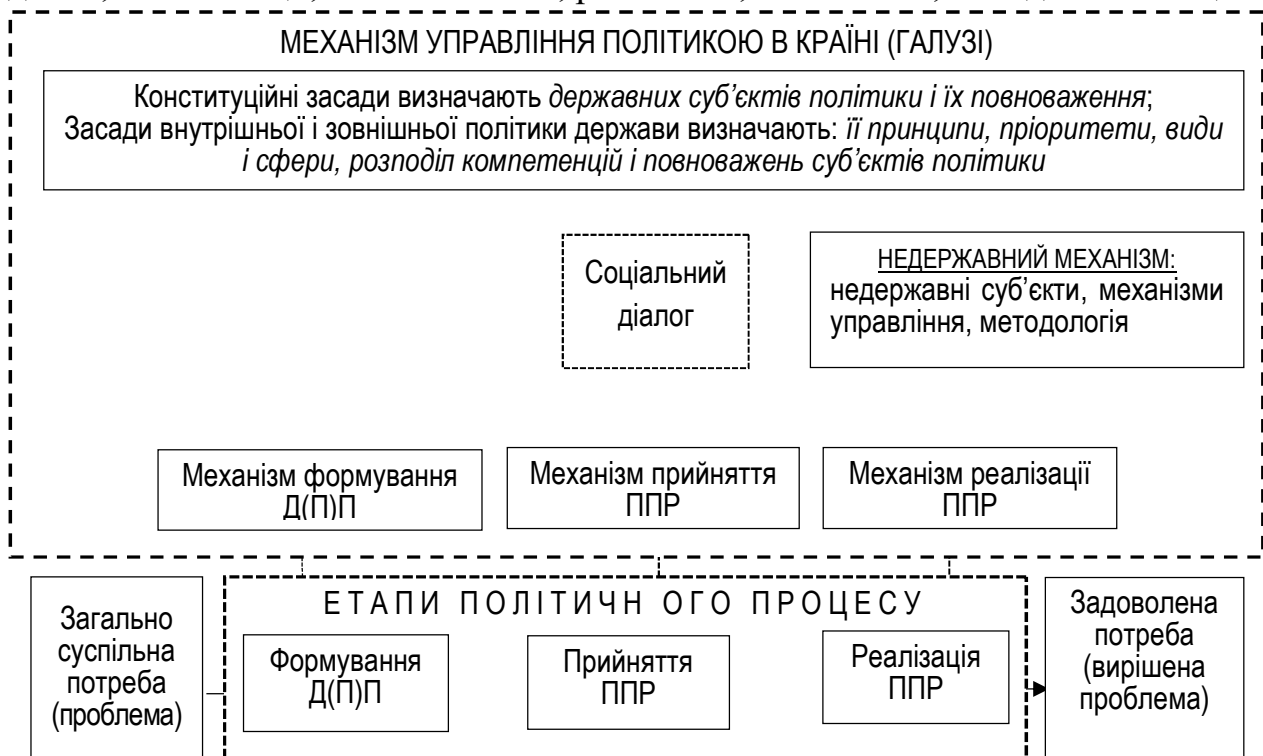 МЕХАНІЗМ УПРАВЛІННЯ ПОЛІТИКОЮ В КРАЇНІ (ГАЛУЗІ)
Конституційні засади визначають державних суб’єктів політики і їх повноваження;
Засади внутрішньої і зовнішньої політики держави визначають: її принципи, пріоритети, види
і сфери, розподіл компетенцій і повноважень суб’єктів політики
Соціальний
діалог
НЕДЕРЖАВНИЙ МЕХАНІЗМ:
недержавні суб’єкти, механізми
управління, методологія
Механізм формування
Д(П)П
Механізм прийняття
ППР
Механізм реалізації
ППР
Загально
суспільна
потреба
(проблема)
ЕТАПИ ПОЛІТИЧН ОГО ПРОЦЕСУ
Формування
Д(П)П
Прийняття
ППР
Реалізація
ППР
Задоволена
потреба
(вирішена
проблема)